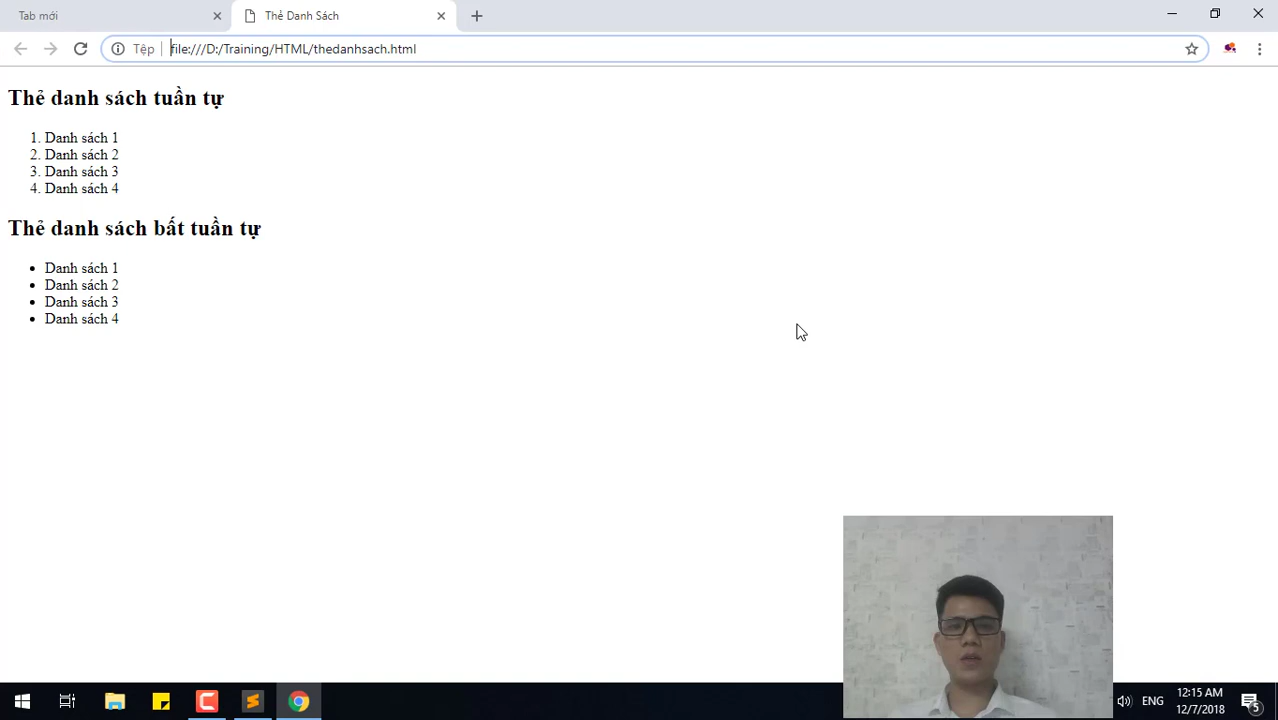 Tab mới
Thẻ Danh Sách
Tệp
file:///D:/Training/HTML/thedanhsach.html
Thẻ danh sách tuần tự
1. Danh sách 1
2. Danh sách 2
3. Danh sách 3
4. Danh sách 4
Thẻ danh sách bất tuần tự
• Danh sách 1
• Danh sách 2
• Danh sách 3
• Danh sách 4
ENG
12:15 AM
12/7/2018
5